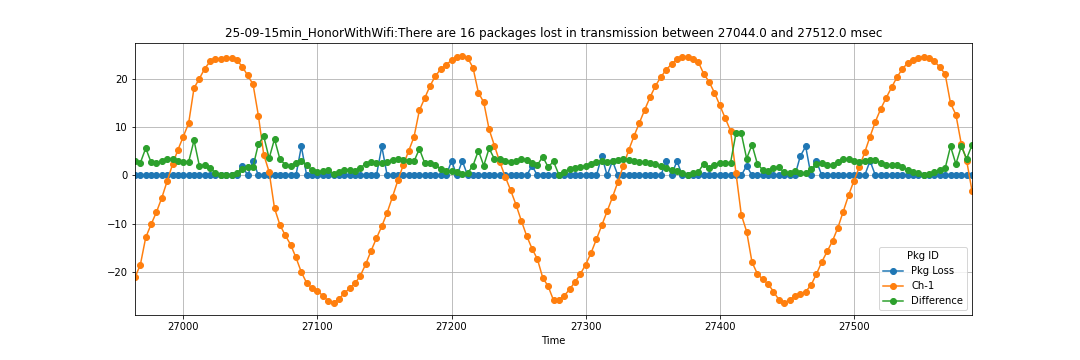 25-09-15min_HonorWithWifi:There are 16 packages lost in transmission between 27044.0 and 27512.0 msec
20
10
0
−10
−20
27000 27100 27200 27300 27400 27500
Time
Pkg ID
Pkg Loss
Ch-1
Difference